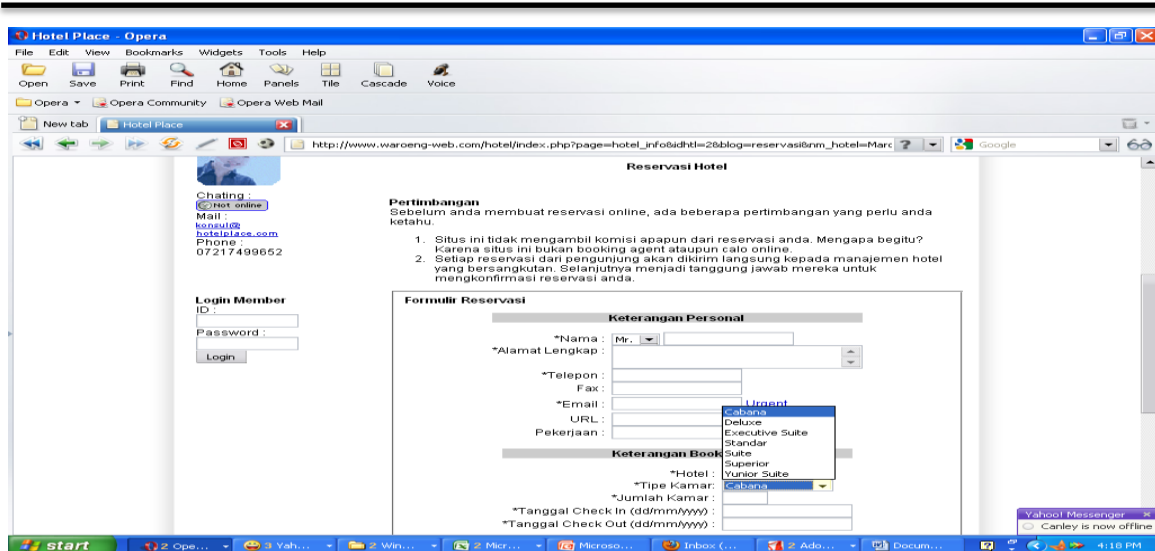 Hotel Place - Opera
File Edit View Bookmarks Widgets Tools Help
Open Save Print Find Home Panels Tile Cascade Voice
Opera Opera Community Opera Web Mail
New tab Hotel Place
http://www.waroeng-web.com/hotel/index.php?page=hotel_info&idhtl=2&blog=reservasi&nm_hotel=Marc ? Google
Reservasi Hotel
Chating :
Not online
Mail :
konsul@
hotelplace.com
Phone :
07217499652
Pertimbangan
Sebelum anda membuat reservasi online, ada beberapa pertimbangan yang perlu anda
ketahu.
1. Situs ini tidak mengambil komisi apapun dari reservasi anda. Mengapa begitu?
Karena situs ini bukan booking agent ataupun calo online.
2. Setiap reservasi dari pengunjung akan dikirim langsung kepada manajemen hotel
yang bersangkutan. Selanjutnya menjadi tanggung jawab mereka untuk
mengkonfirmasi reservasi anda.
Login Member
ID :
Password :
Login
Formulir Reservasi
Keterangan Personal
*Nama : Mr.
*Alamat Lengkap :
*Telepon :
Fax :
*Email : Urgent
URL :
Pekerjaan :
Cabana
Deluxe
Executive Suite
Standar
Suite
Superior
Yunior Suite
Keterangan Book
*Hotel :
*Tipe Kamar: Cabana
*Jumlah Kamar :
*Tanggal Check In (dd/mm/yyyy) :
*Tanggal Check Out (dd/mm/yyyy) :
Yahoo! Messenger
Canley is now offline
start 2 Ope... 3 Yah... 2 Win... 2 Micr... Microso... Inbox (... 2 Ado... Docum... 4:18 PM